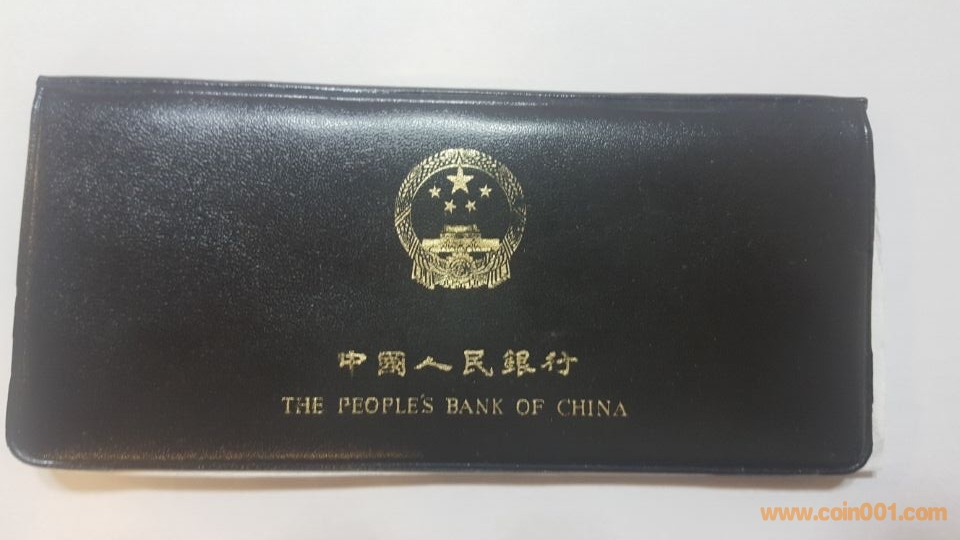 中國人民銀行
THE PEOPLE'S BANK OF CHINA
www.coin001.com